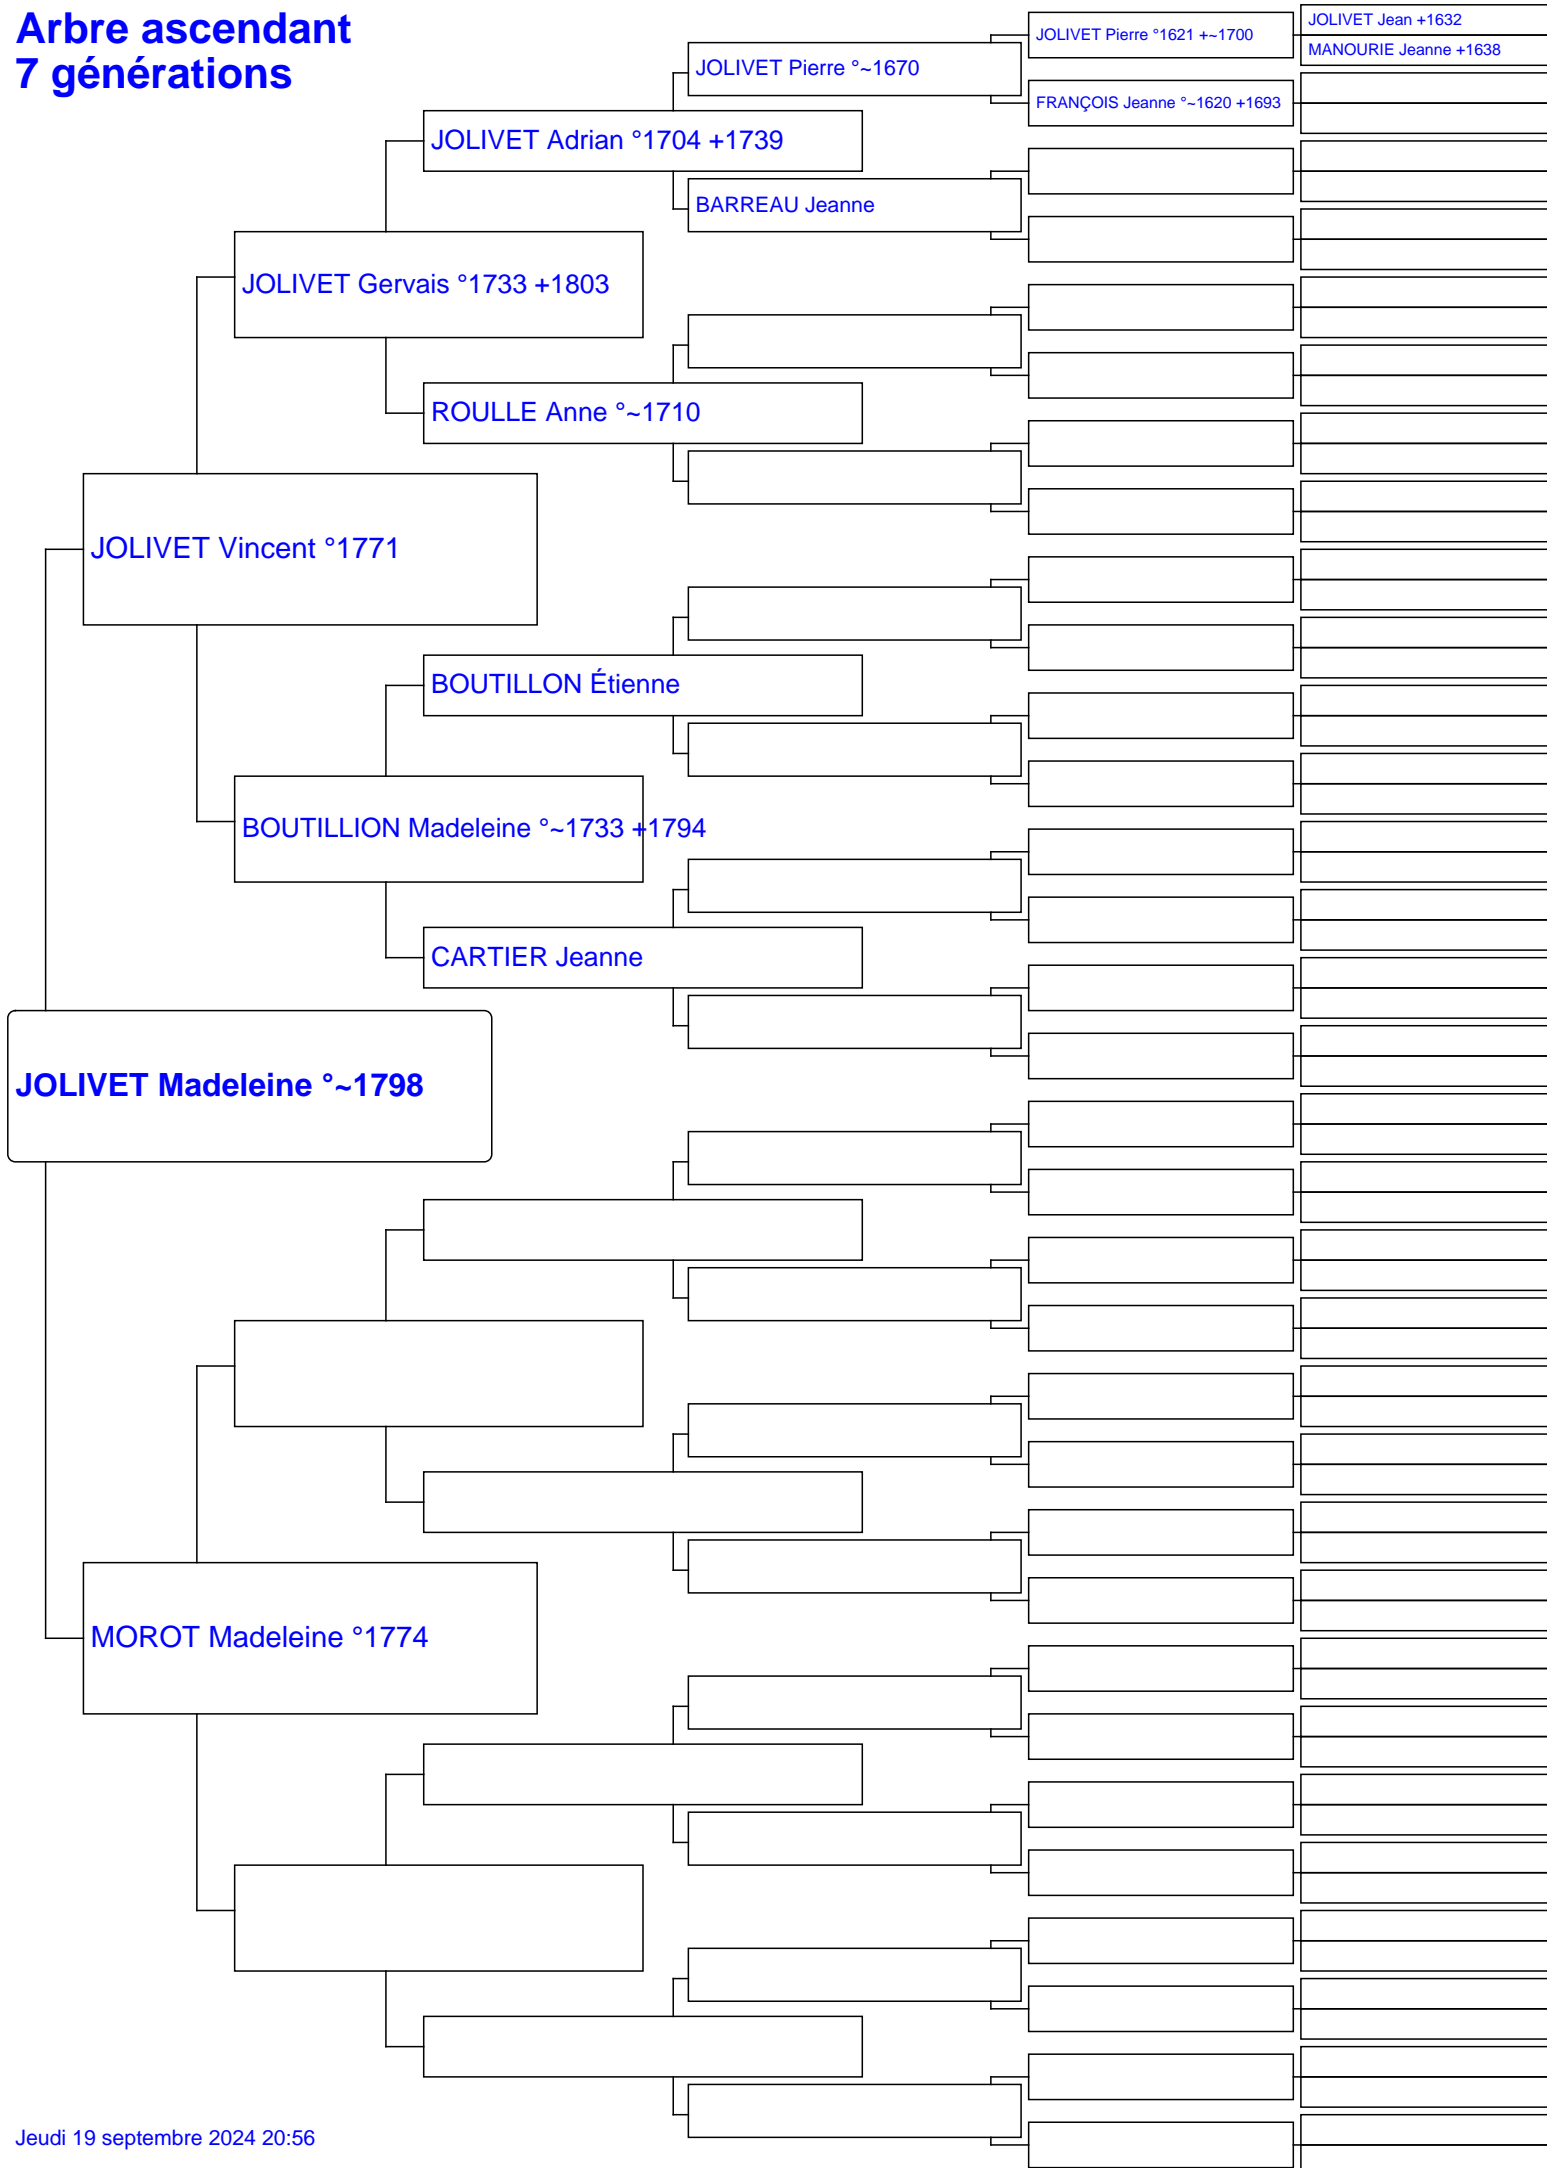 Arbre ascendant
7 générations
JOLIVET Jean +1632
MANOURIE Jeanne +1638
JOLIVET Pierre °1621 +~1700
JOLIVET Pierre °~1670
FRANÇOIS Jeanne °~1620 +1693
JOLIVET Adrian °1704 +1739
BARREAU Jeanne
JOLIVET Gervais °1733 +1803
ROULLE Anne °~1710
JOLIVET Vincent °1771
BOUTILLON Étienne
BOUTILLION Madeleine °~1733 +1794
CARTIER Jeanne
JOLIVET Madeleine °~1798
MOROT Madeleine °1774
Jeudi 19 septembre 2024 20:56